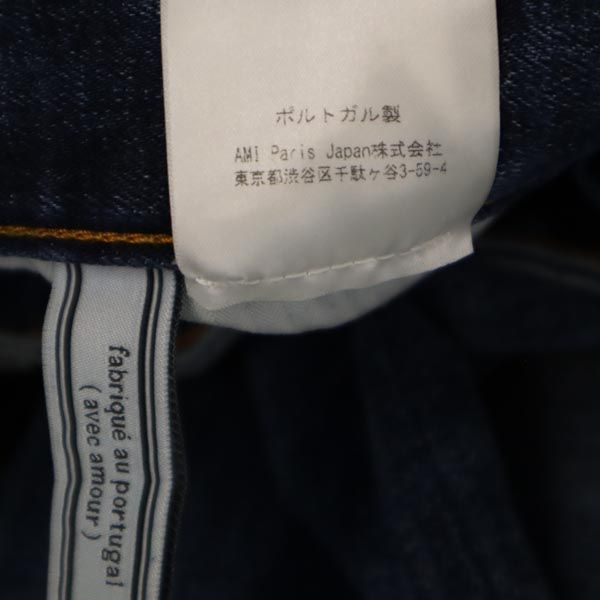 ポルトガル製
AMI Paris Japan株式会社
東京都渋谷区千駄ヶ谷3-59-4
fabriqué au portugal
(avec amour)